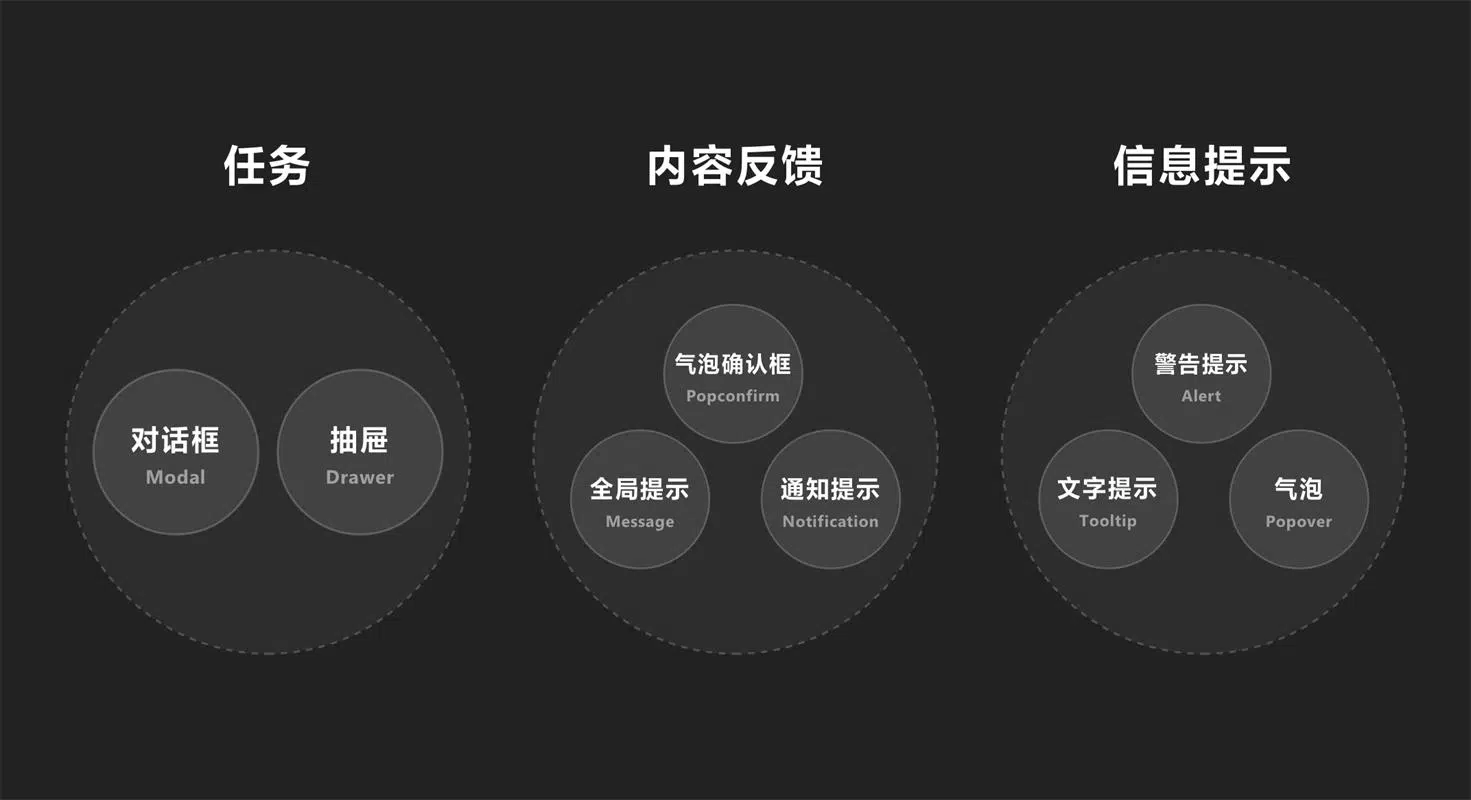 任务
对话框
Modal
抽屉
Drawer
内容反馈
气泡确认框
Popconfirm
全局提示
Message
通知提示
Notification
信息提示
警告提示
Alert
文字提示
Tooltip
气泡
Popover